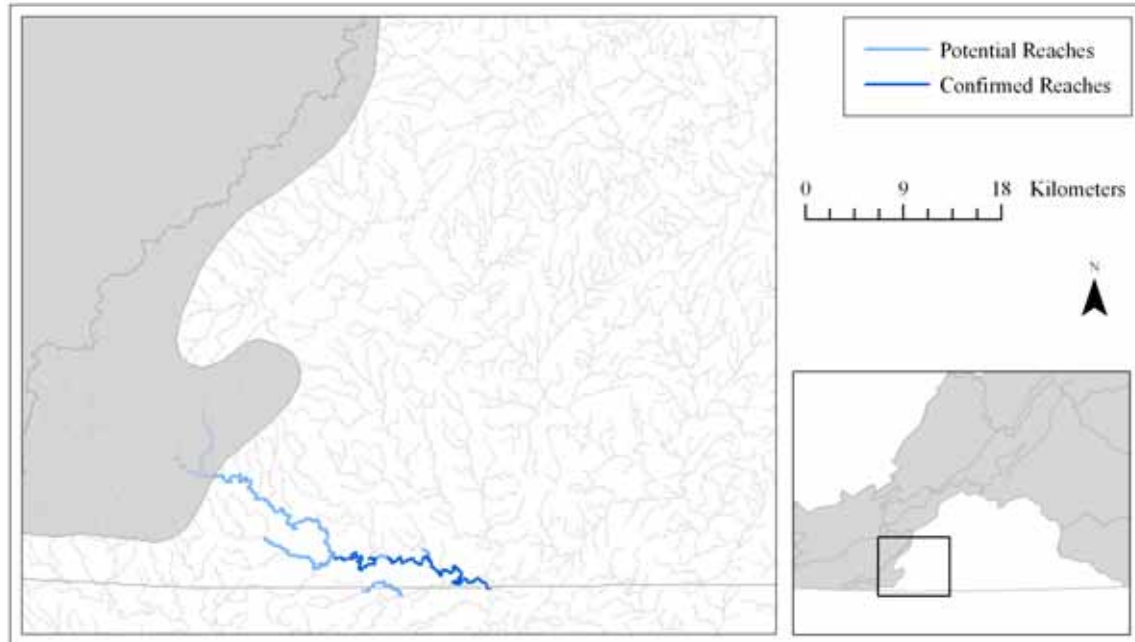 Potential Reaches
Confirmed Reaches
0 9 18 Kilometers
N